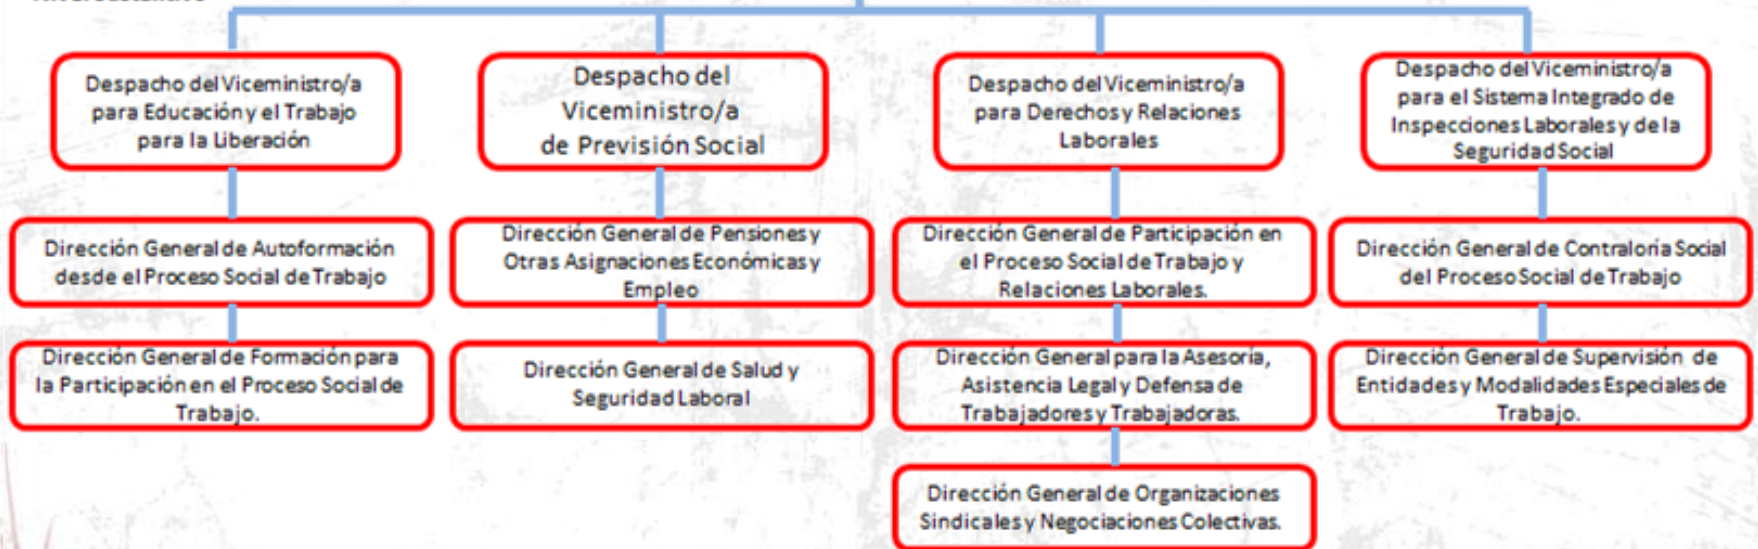 Despacho del Viceministro/a
para Educación y el Trabajo
para la Liberación
Despacho del
Viceministro/a
de Previsión Social
Despacho del Viceministro/a
para Derechos y Relaciones
Laborales
Despacho del Viceministro/a
para el Sistema Integrado de
Inspecciones Laborales y de la
Seguridad Social
Dirección General de Autoformación
desde el Proceso Social de Trabajo
Dirección General de Pensiones y
Otras Asignaciones Económicas y
Empleo
Dirección General de Participación en
el Proceso Social de Trabajo y
Relaciones Laborales.
Dirección General de Contraloría Social
del Proceso Social de Trabajo
Dirección General de Formación para
la Participación en el Proceso Social de
Trabajo.
Dirección General de Salud y
Seguridad Laboral
Dirección General para la Asesoría,
Asistencia Legal y Defensa de
Trabajadores y Trabajadoras.
Dirección General de Supervisión de
Entidades y Modalidades Especiales de
Trabajo.
Dirección General de Organizaciones
Sindicales y Negociaciones Colectivas.